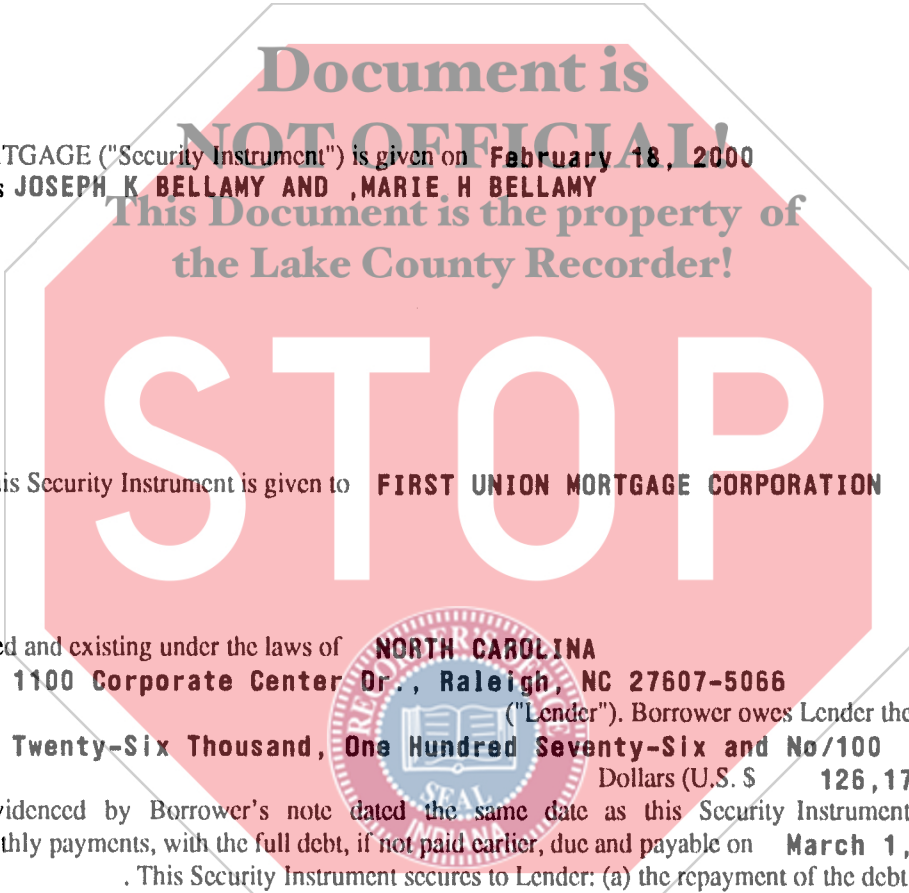 Document is
NOT OFFICIAL!
TGAGE ("Security Instrument") is given on February 18, 2000
s JOSEPH K BELLAMY AND ,MARIE H BELLAMY
This Document is the property of
the Lake County Recorder!
STOP
is Security Instrument is given to FIRST UNION MORTGAGE CORPORATION
ed and existing under the laws of NORTH CAROLINA
1100 Corporate Center Dr., Raleigh, NC 27607-5066
("Lender"). Borrower owes Lender the
Twenty-Six Thousand, One Hundred Seventy-Six and No/100
Dollars (U.S. $ 126,17
videnced by Borrower's note dated the same date as this Security Instrument
thly payments, with the full debt, if not paid earlier, due and payable on March 1,
. This Security Instrument secures to Lender: (a) the repayment of the debt
RECORDER'S OFFICE
SEAL
INDIANA